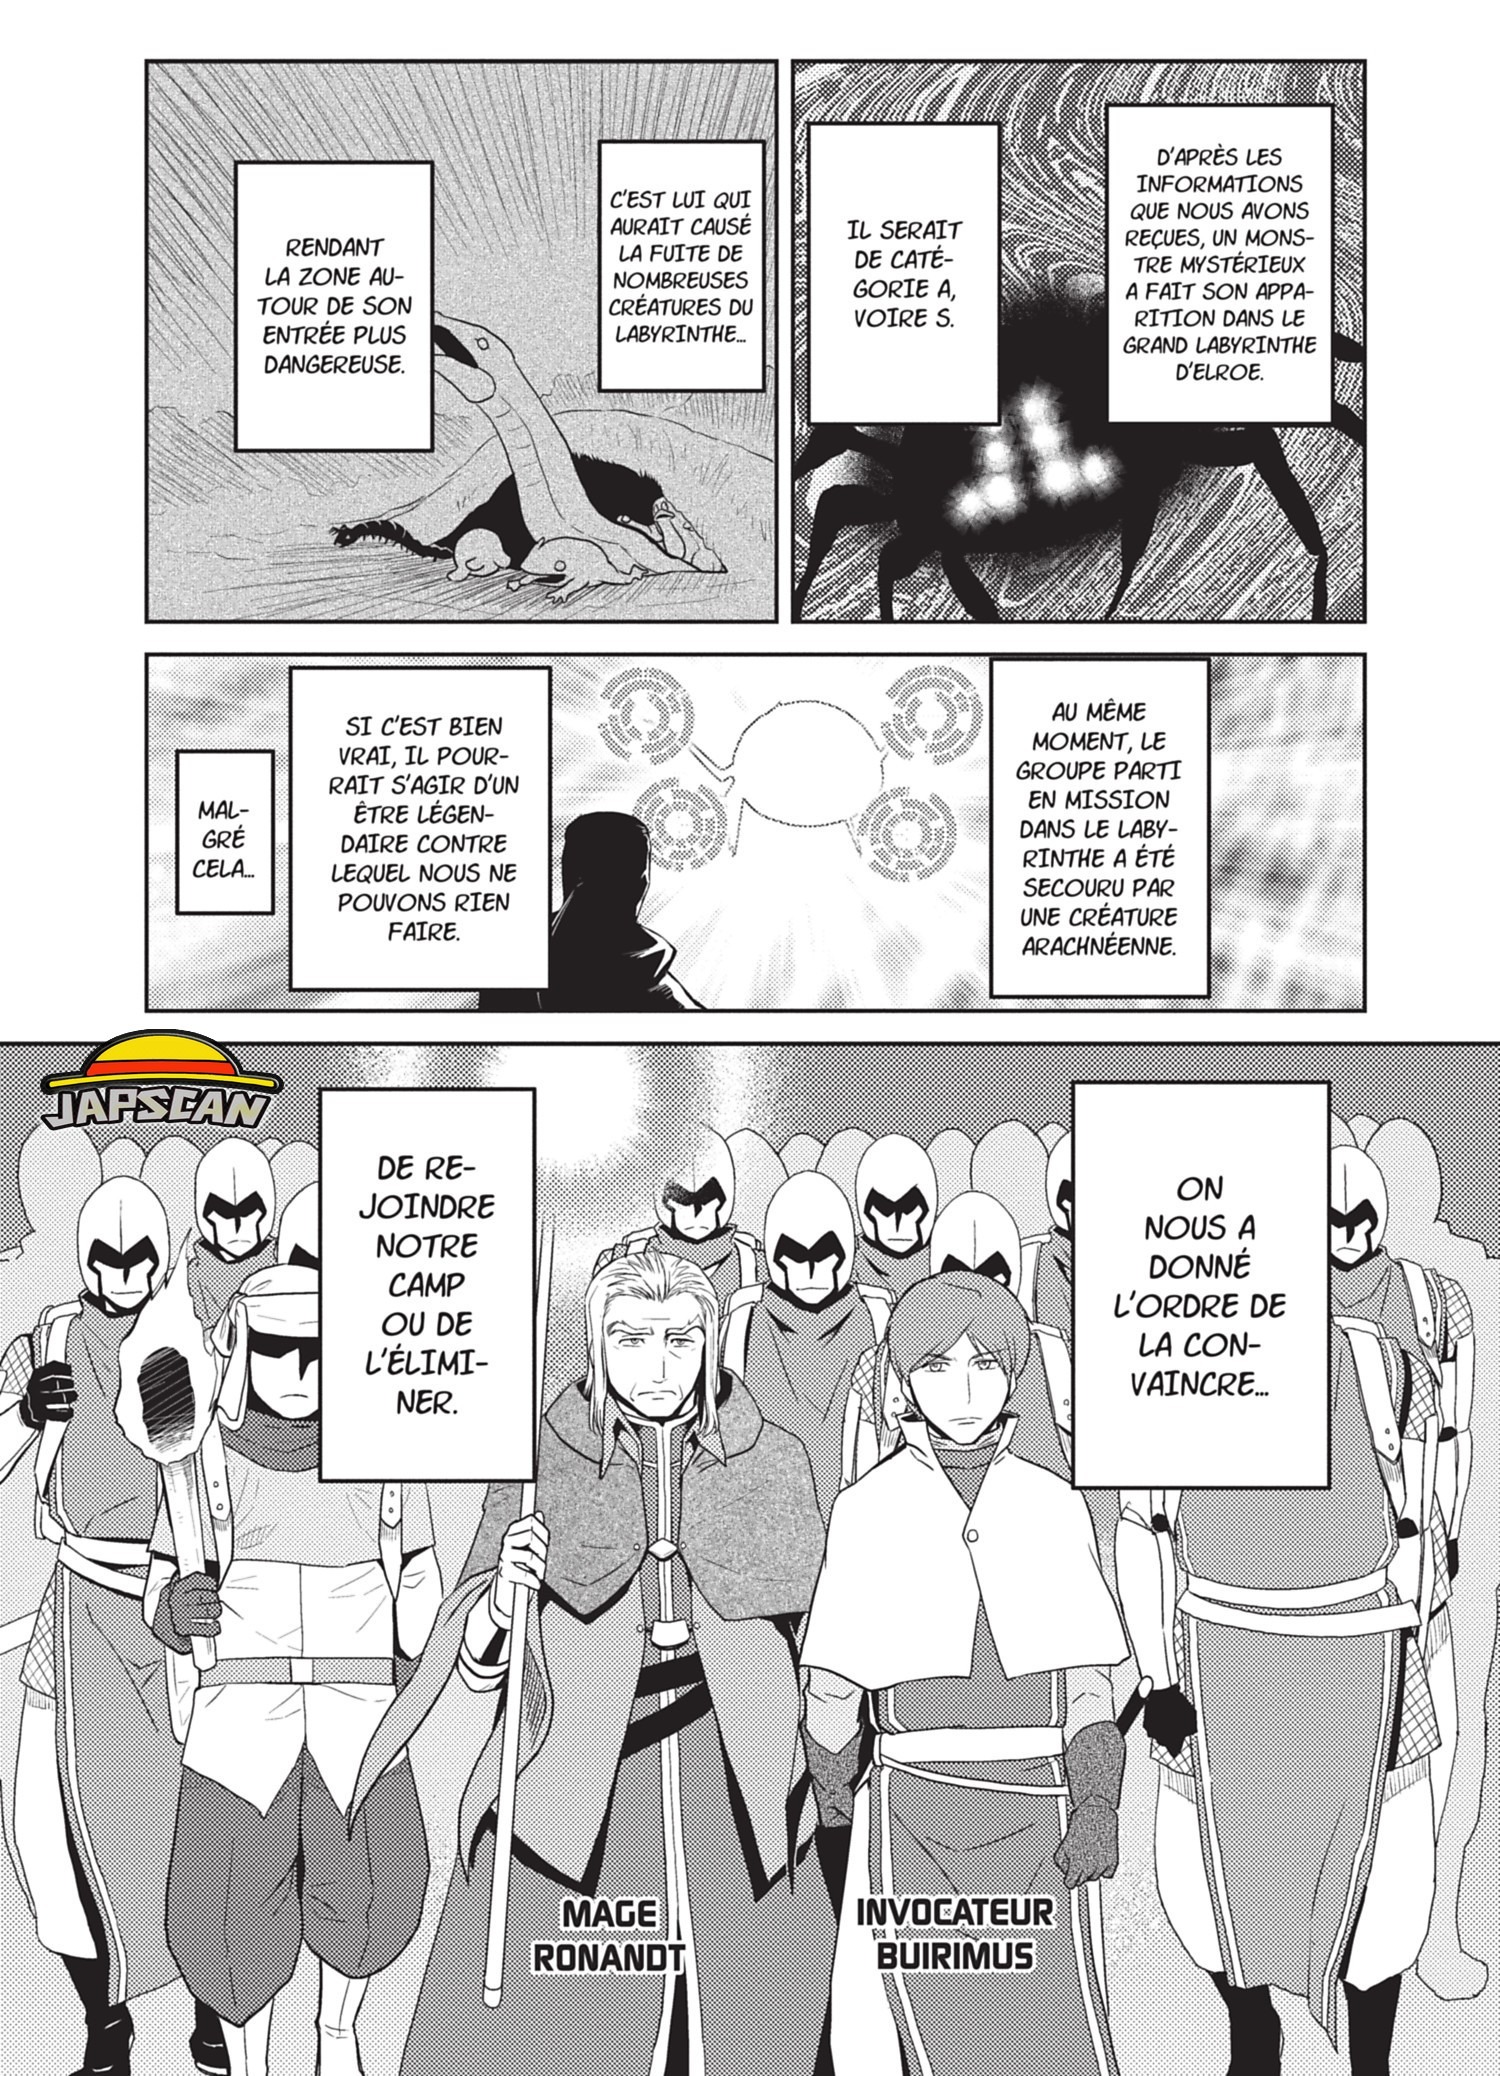 D'APRÈS LES
INFORMATIONS
QUE NOUS AVONS
REÇUES, UN MONS-
TRE MYSTÉRIEUX
A FAIT SON APPA-
RITION DANS LE
GRAND LABYRINTHE
D'ELROE.
IL SERAIT
DE CATÉ-
GORIE A,
VOIRE S.
C'EST LUI QUI
AURAIT CAUSÉ
LA FUITE DE
NOMBREUSES
CRÉATURES DU
LABYRINTHE...
RENDANT
LA ZONE AU-
TOUR DE SON
ENTRÉE PLUS
DANGEREUSE.
AU MÊME
MOMENT, LE
GROUPE PARTI
EN MISSION
DANS LE LABY-
RINTHE A ÉTÉ
SECOURU PAR
UNE CRÉATURE
ARACHNÉENNE.
SI C'EST BIEN
VRAI, IL POUR-
RAIT S'AGIR D'UN
ÊTRE LÉGEN-
DAIRE CONTRE
LEQUEL NOUS NE
POUVONS RIEN
FAIRE.
MAL-
GRÉ
CELA...
JAPSCAN
ON
NOUS A
DONNÉ
L'ORDRE DE
LA CON-
VAINCRE...
DE RE-
JOINDRE
NOTRE
CAMP
OU DE
L'ÉLIMI-
NER.
INVOCATEUR
BUIRIMUS
MAGE
RONANDT